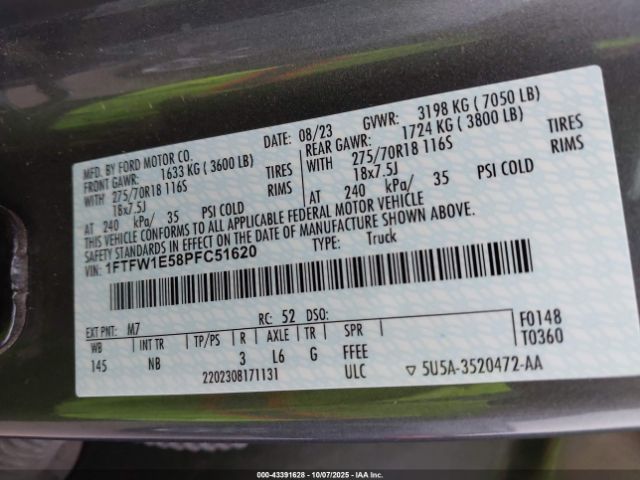 MFD. BY FORD MOTOR CO.
DATE: 08/23 GVWR: 3198 KG ( 7050 LB)
FRONT GAWR: 1633 KG ( 3600 LB)
REAR GAWR: 1724 KG ( 3800 LB)
WITH 275/70R18 116S TIRES
WITH 275/70R18 116S TIRES
18x7.5J RIMS
18x7.5J RIMS
AT 240 kPa/ 35 PSI COLD
AT 240 kPa/ 35 PSI COLD
THIS VEHICLE CONFORMS TO ALL APPLICABLE FEDERAL MOTOR VEHICLE
SAFETY STANDARDS IN EFFECT ON THE DATE OF MANUFACTURE SHOWN ABOVE.
VIN: 1FTFW1E58PFC51620 TYPE: Truck
EXT PNT: M7 RC: 52 DSO:
WB INT TR TP/PS R AXLE TR SPR F0148
145 NB 3 L6 G FFEE T0360
2202308171131 ULC ▽ 5U5A-3520472-AA
00-43391628 - 10/07/2025 - IAA Inc.